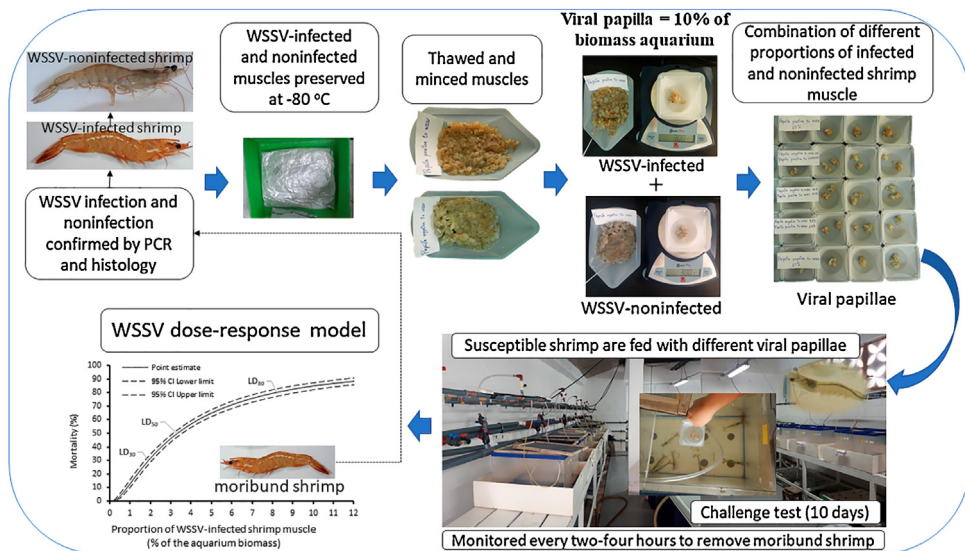 WSSV-noninfected shrimp
WSSV-infected shrimp
WSSV infection and
noninfection
confirmed by PCR
and histology
WSSV-infected
and noninfected
muscles preserved
at -80 ºC
Thawed and
minced muscles
Viral papilla = 10% of
biomass aquarium
WSSV-infected
+
WSSV-noninfected
Combination of different
proportions of infected
and noninfected shrimp
muscle
Viral papillae
Susceptible shrimp are fed with different viral papillae
Challenge test (10 days)
Monitored every two-four hours to remove moribund shrimp
WSSV dose-response model
Mortality (%)
100
90
80
70
60
50
40
30
20
10
0
Point estimate
95% CI Lower limit
95% CI Upper limit
LD30
LD50
LD90
moribund shrimp
0 1 2 3 4 5 6 7 8 9 10 11 12
Proportion of WSSV-infected shrimp muscle
(% of the aquarium biomass)